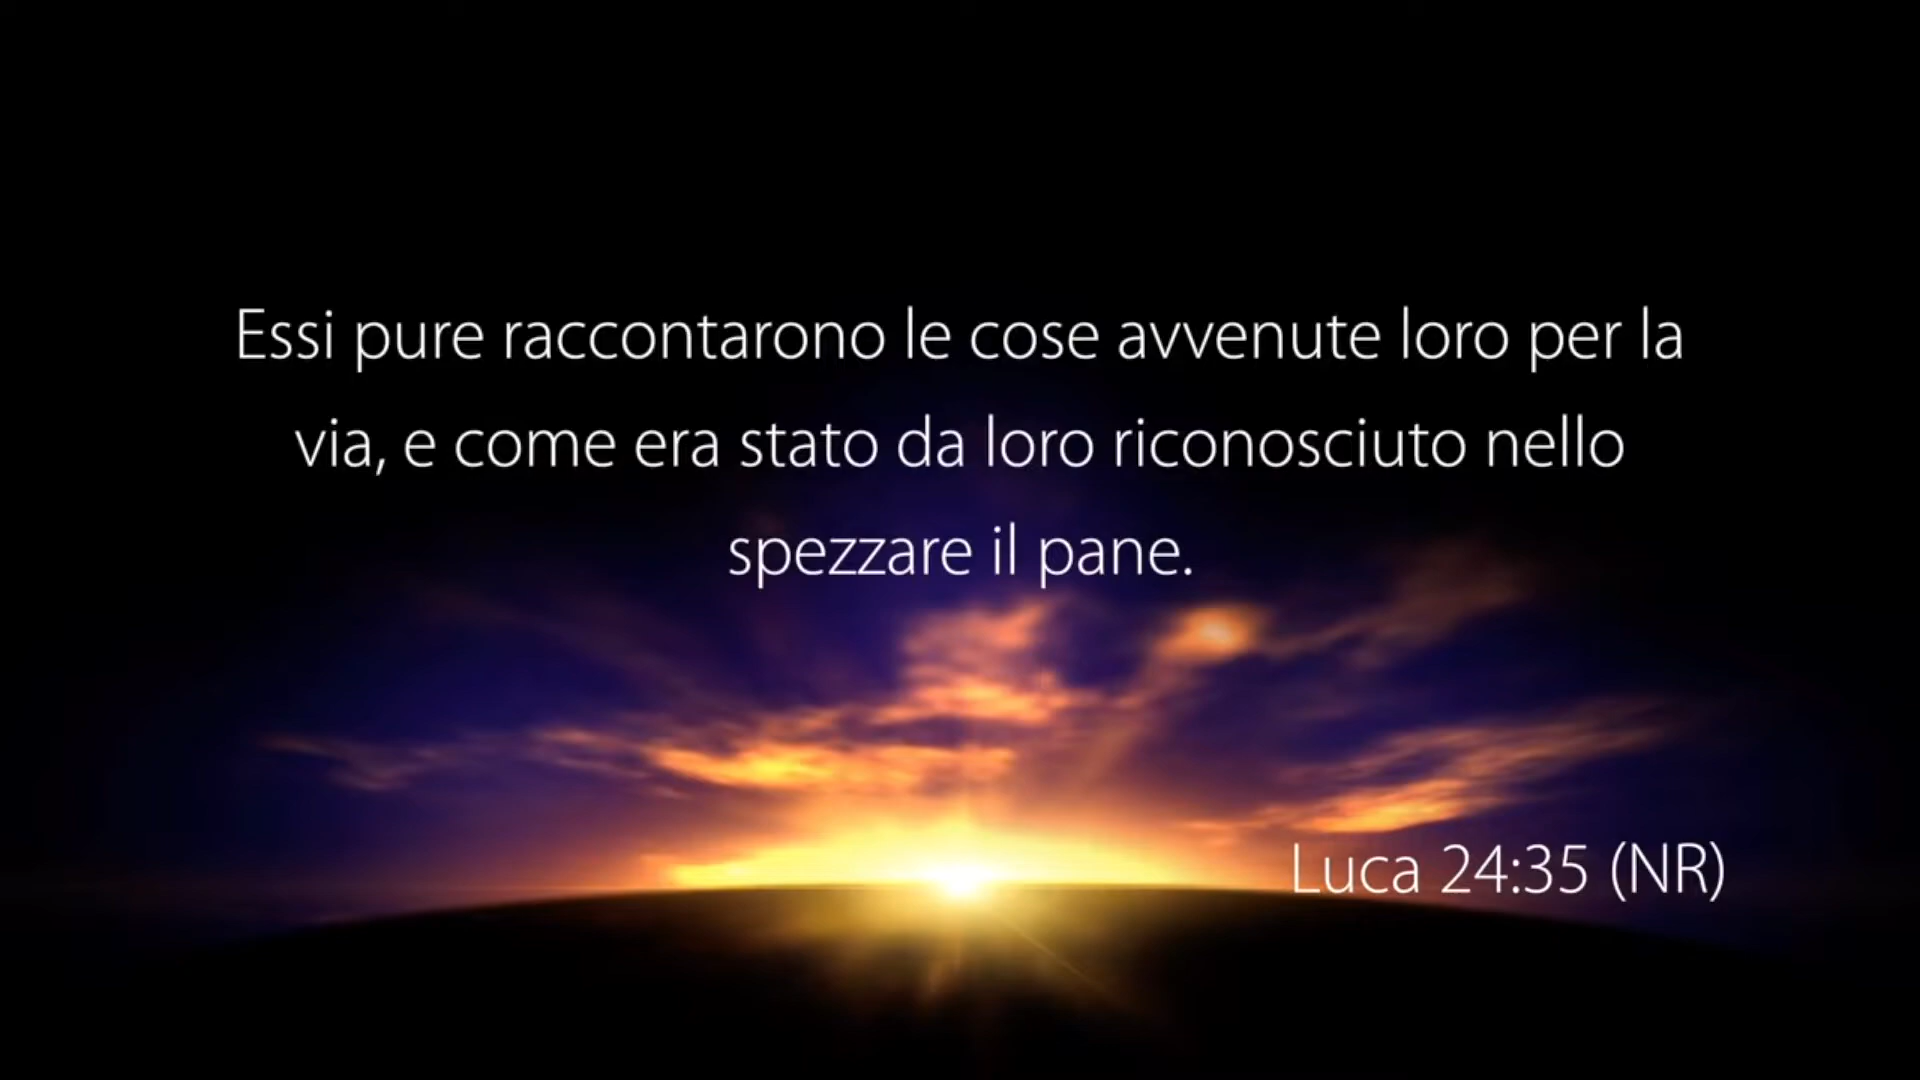 Essi pure raccontarono le cose avvenute loro per la
via, e come era stato da loro riconosciuto nello
spezzare il pane.
Luca 24:35 (NR)